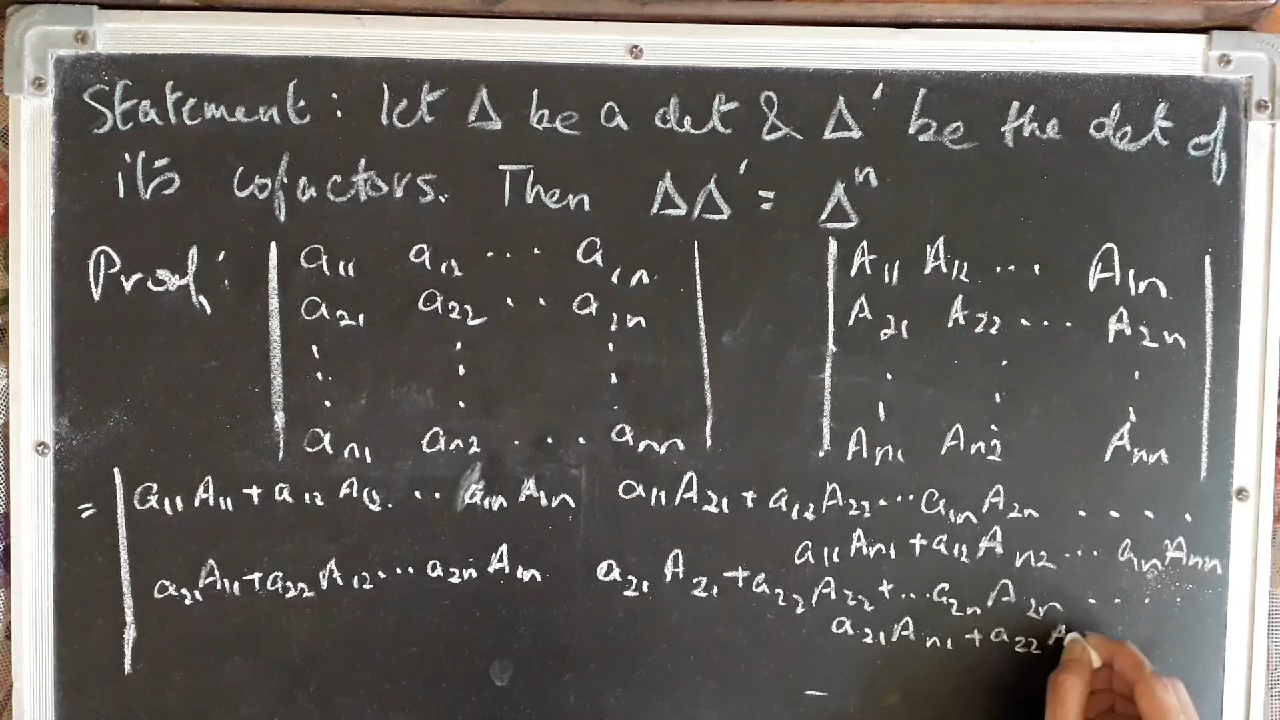 Statement: let Δ be a det & Δ' be the det of
its cofactors. Then ΔΔ' = Δⁿ
Proof: | a₁₁ a₁₂ ... a₁ₙ | | A₁₁ A₁₂ ... A₁ₙ |
a₂₁ a₂₂ .. a₂ₙ A₂₁ A₂₂ ... A₂ₙ
aₙ₁ aₙ₂ .... aₙₙ Aₙ₁ Aₙ₂ Aₙₙ
= | a₁₁A₁₁ + a₁₂A₁₂ ... a₁ₙA₁ₙ a₁₁A₂₁ + a₁₂A₂₂ ... a₁ₙA₂ₙ ....
a₁₁Aₙ₁ + a₁₂Aₙ₂ ... a₁ₙAₙₙ
a₂₁A₁₁ + a₂₂A₁₂ ... a₂ₙA₁ₙ a₂₁A₂₁ + a₂₂A₂₂ + ... a₂ₙA₂ₙ ....
a₂₁Aₙ₁ + a₂₂A